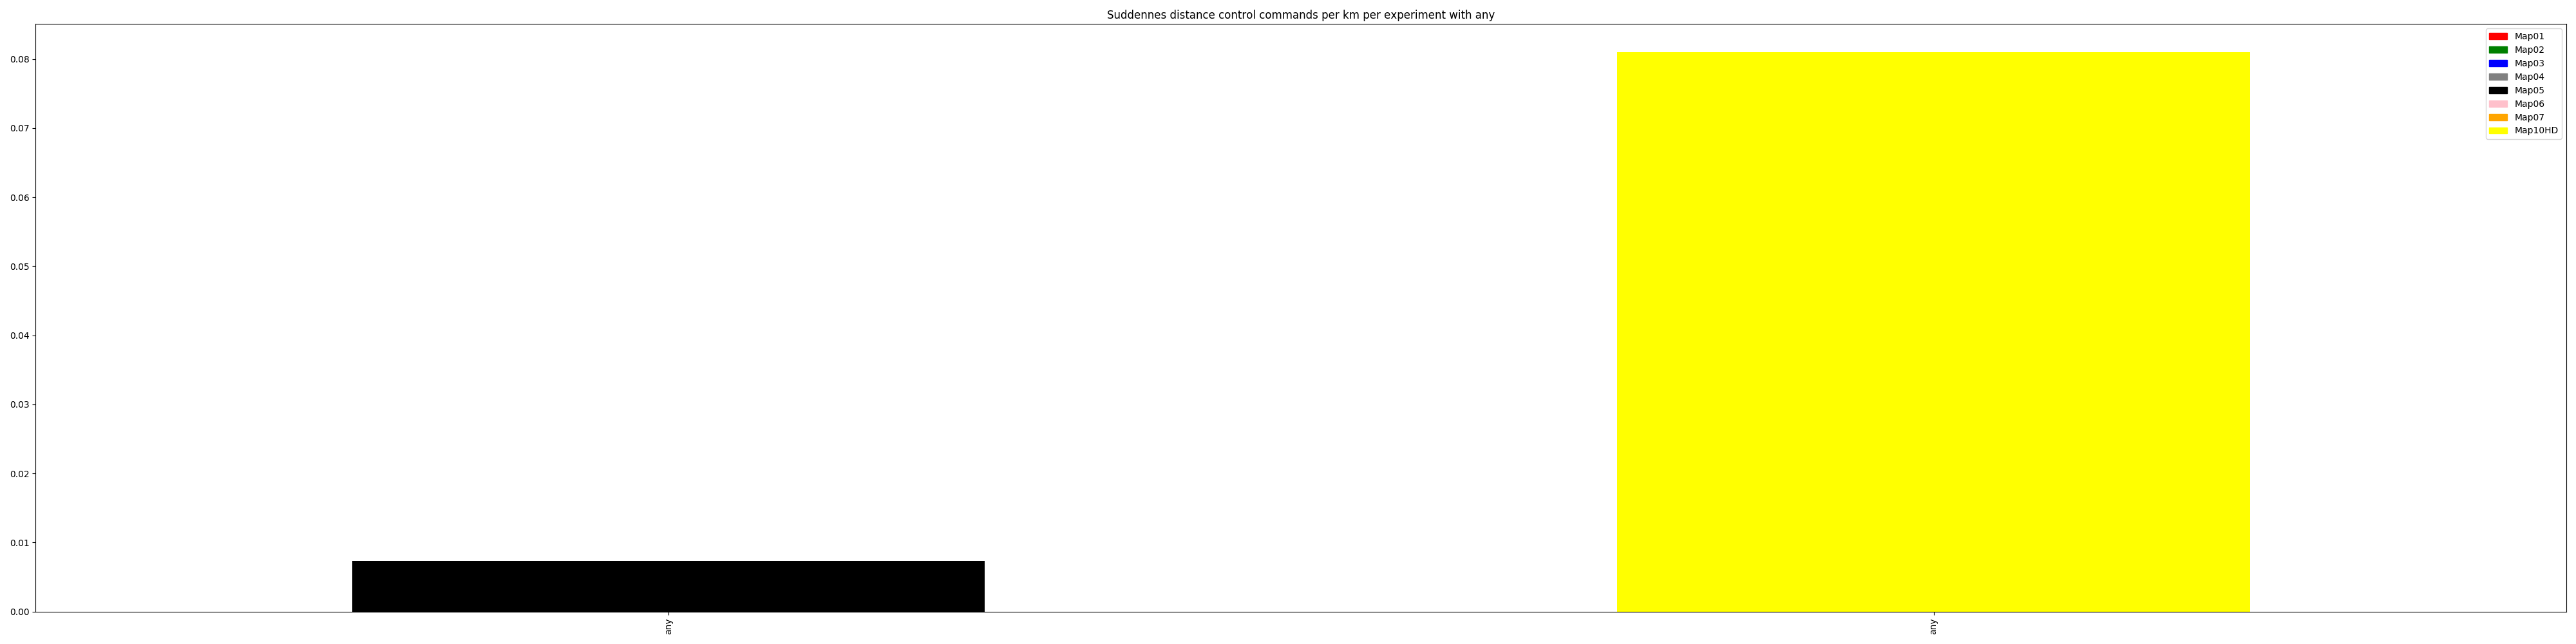 Suddennes distance control commands per km per experiment with any
0.08
0.07
0.06
0.05
0.04
0.03
0.02
0.01
0.00
Map01
Map02
Map03
Map04
Map05
Map06
Map07
Map10HD
any
any